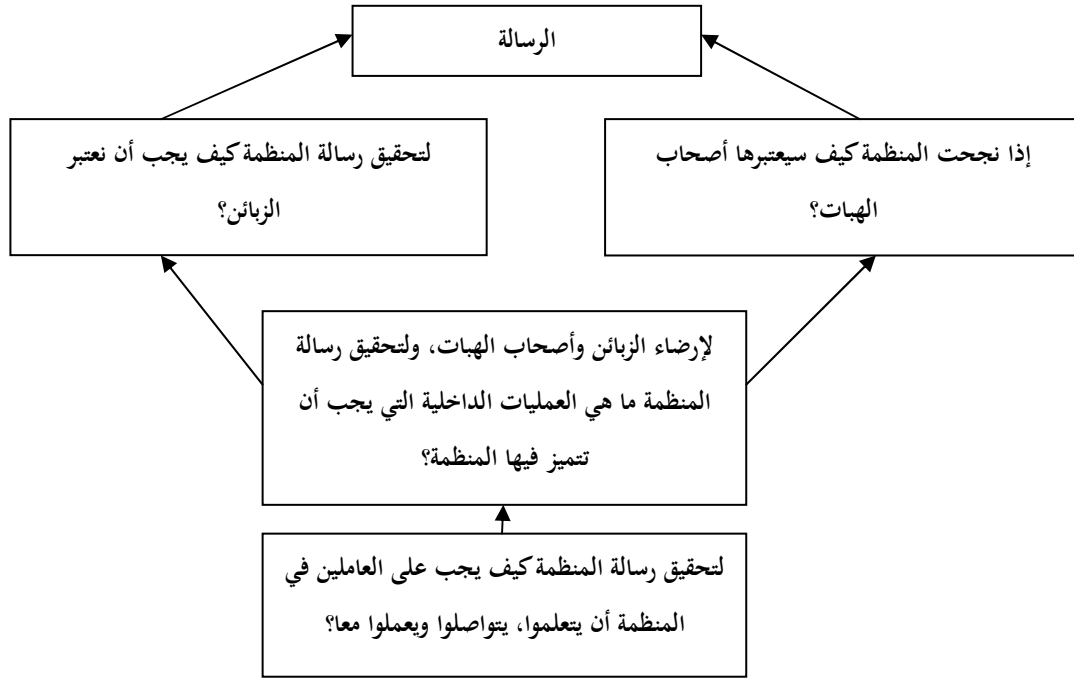 الرسالة
إذا نجحت المنظمة كيف سيعتبرها أصحاب
الهبات؟
لتحقيق رسالة المنظمة كيف يجب أن نعتبر
الزبائن؟
لإرضاء الزبائن وأصحاب الهبات، ولتحقيق رسالة
المنظمة ما هي العمليات الداخلية التي يجب أن
تتميز فيها المنظمة؟
لتحقيق رسالة المنظمة كيف يجب على العاملين في
المنظمة أن يتعلموا، يتواصلوا ويعملوا معا؟